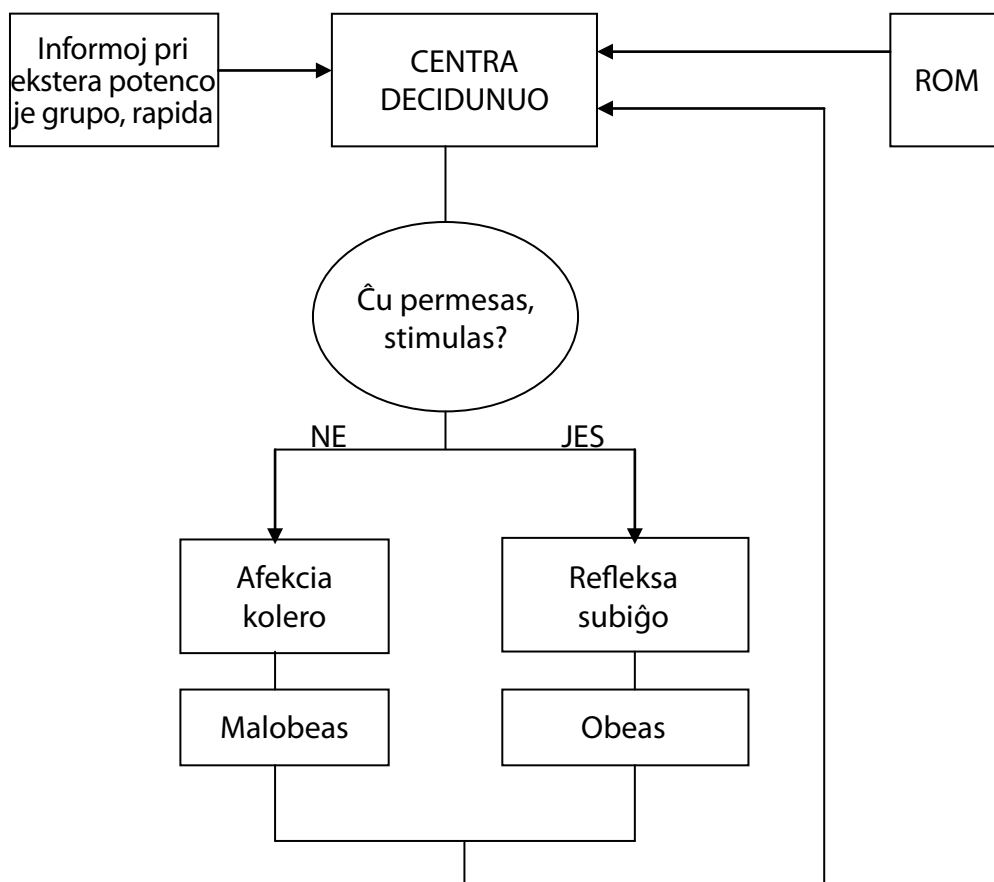 Informoj pri
ekstera potenco
je grupo, rapida
CENTRA
DECIDUNUO
ROM
Ĉu permesas,
stimulas?
NE
JES
Afekcia
kolero
Refleksa
subiĝo
Malobeas
Obeas